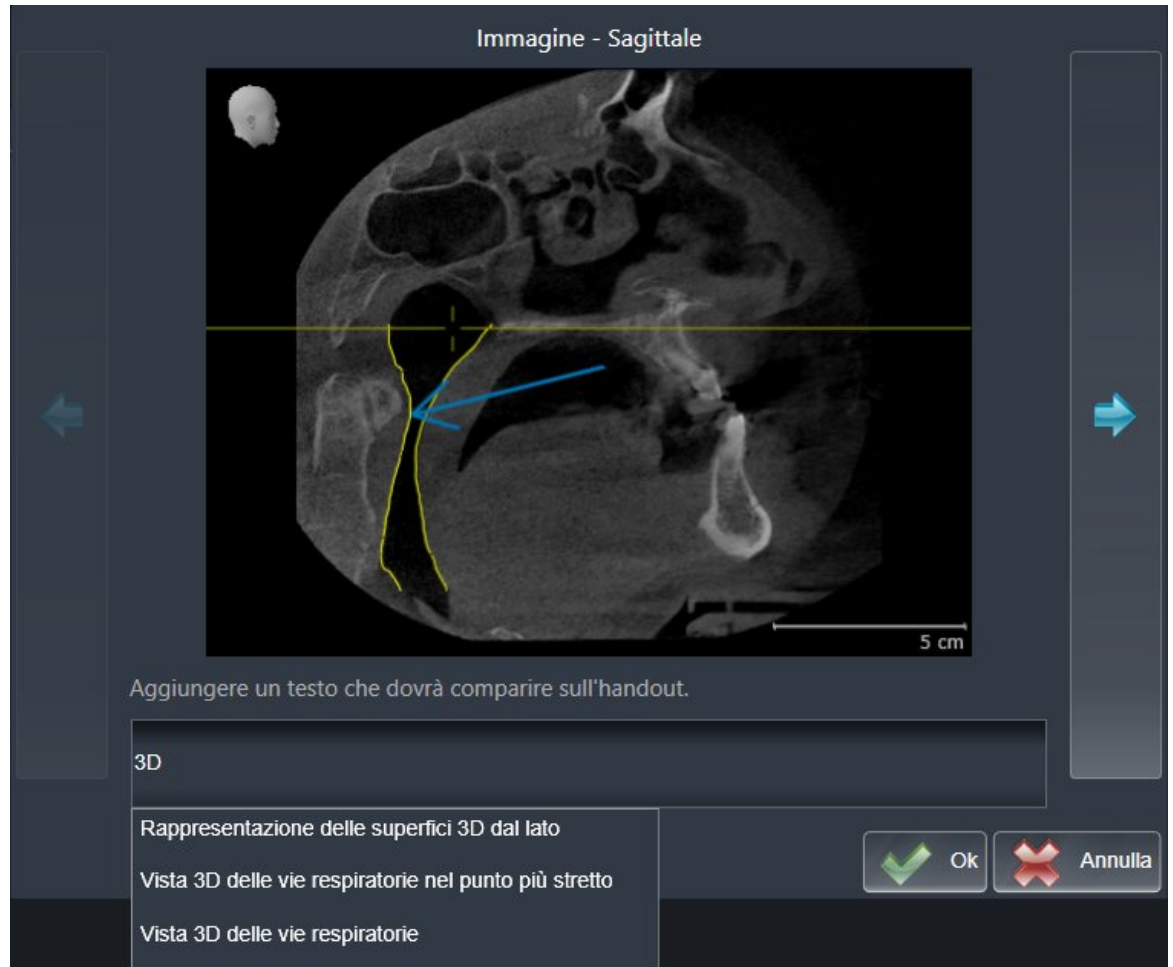 Immagine - Sagittale
5 cm
Aggiungere un testo che dovrà comparire sull'handout.
3D
Rappresentazione delle superfici 3D dal lato
Vista 3D delle vie respiratorie nel punto più stretto
Vista 3D delle vie respiratorie
Ok
Annulla